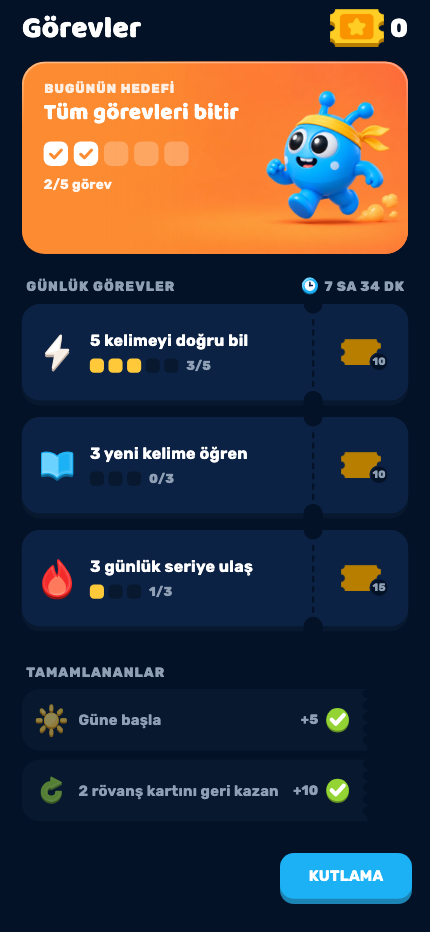 Görevler
0
BUGÜNÜN HEDEFİ
Tüm görevleri bitir
2/5 görev
GÜNLÜK GÖREVLER
7 SA 34 DK
5 kelimeyi doğru bil
3/5
10
3 yeni kelime öğren
0/3
10
3 günlük seriye ulaş
1/3
15
TAMAMLANANLAR
Güne başla
+5
2 rövanş kartını geri kazan
+10
KUTLAMA